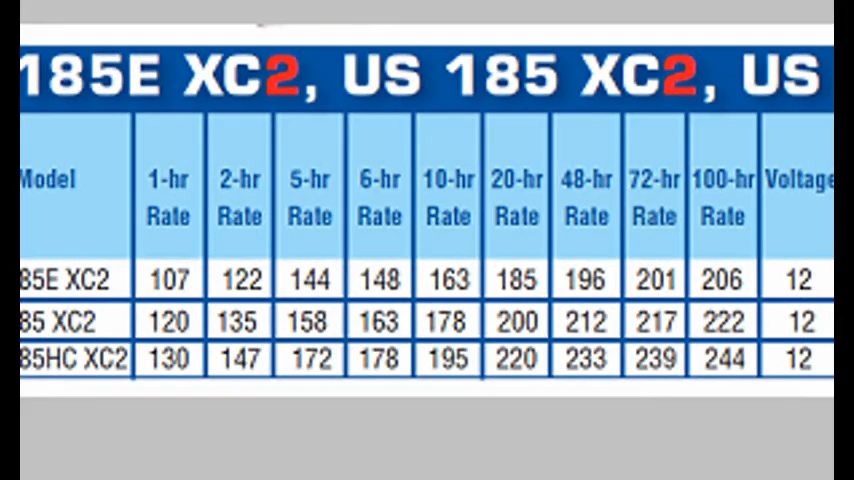 185E XC2, US 185 XC2, US
Model 1-hr Rate 2-hr Rate 5-hr Rate 6-hr Rate 10-hr Rate 20-hr Rate 48-hr Rate 72-hr Rate 100-hr Rate Voltage
85E XC2 107 122 144 148 163 185 196 201 206 12
85 XC2 120 135 158 163 178 200 212 217 222 12
85HC XC2 130 147 172 178 195 220 233 239 244 12